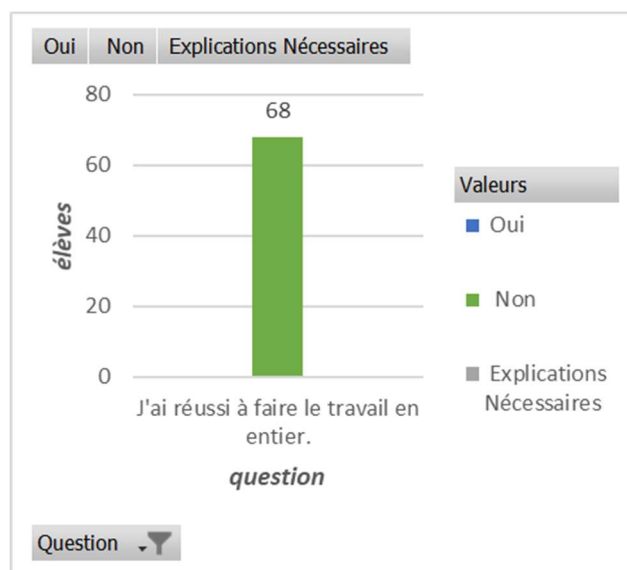 Oui Non Explications Nécessaires
80
68
60
40
20
0
élèves
J'ai réussi à faire le travail en
entier.
question
Valeurs
Oui
Non
Explications
Nécessaires
Question